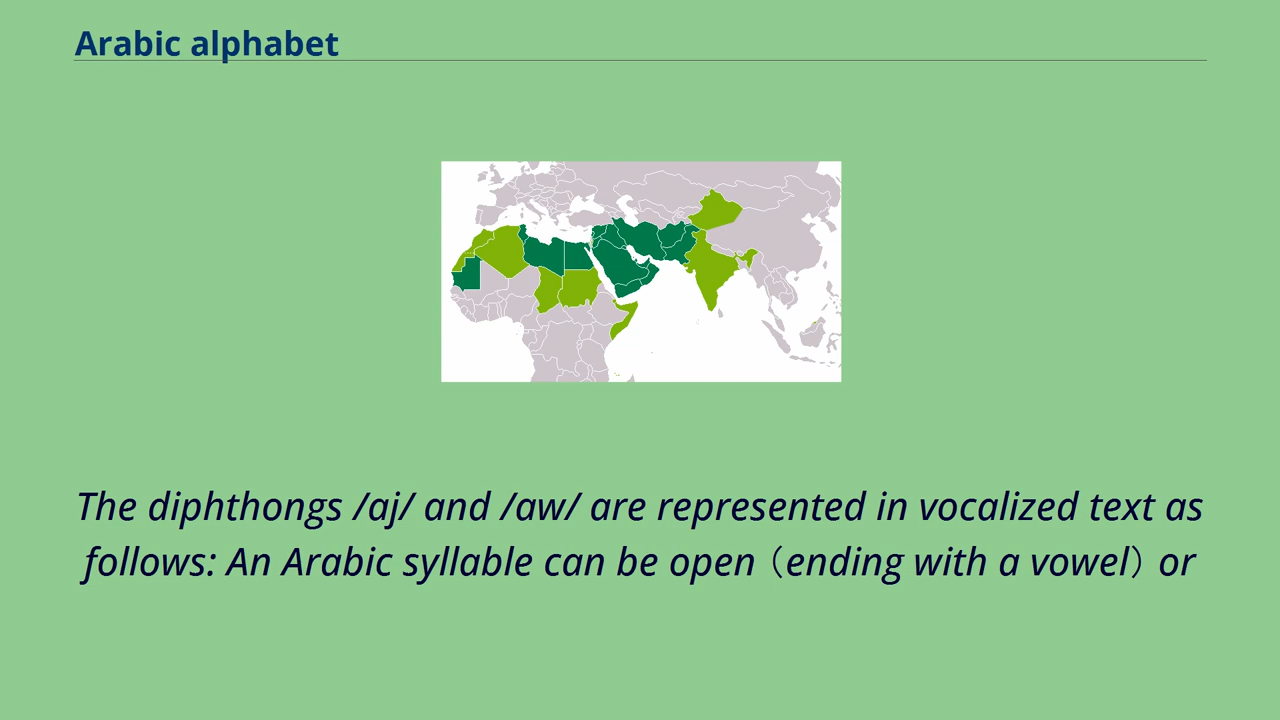 Arabic alphabet
The diphthongs /aj/ and /aw/ are represented in vocalized text as
follows: An Arabic syllable can be open（ending with a vowel）or